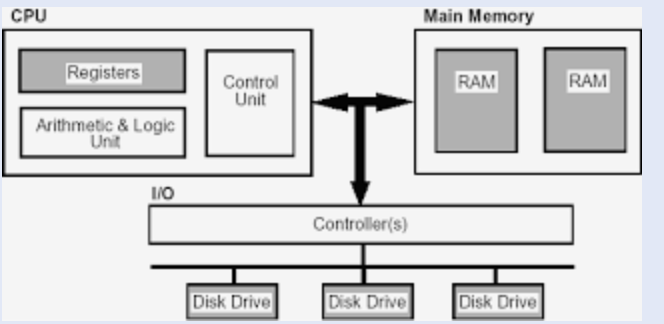 CPU
Main Memory
Registers
Control
Unit
Arithmetic & Logic
Unit
RAM
RAM
I/O
Controller(s)
Disk Drive
Disk Drive
Disk Drive